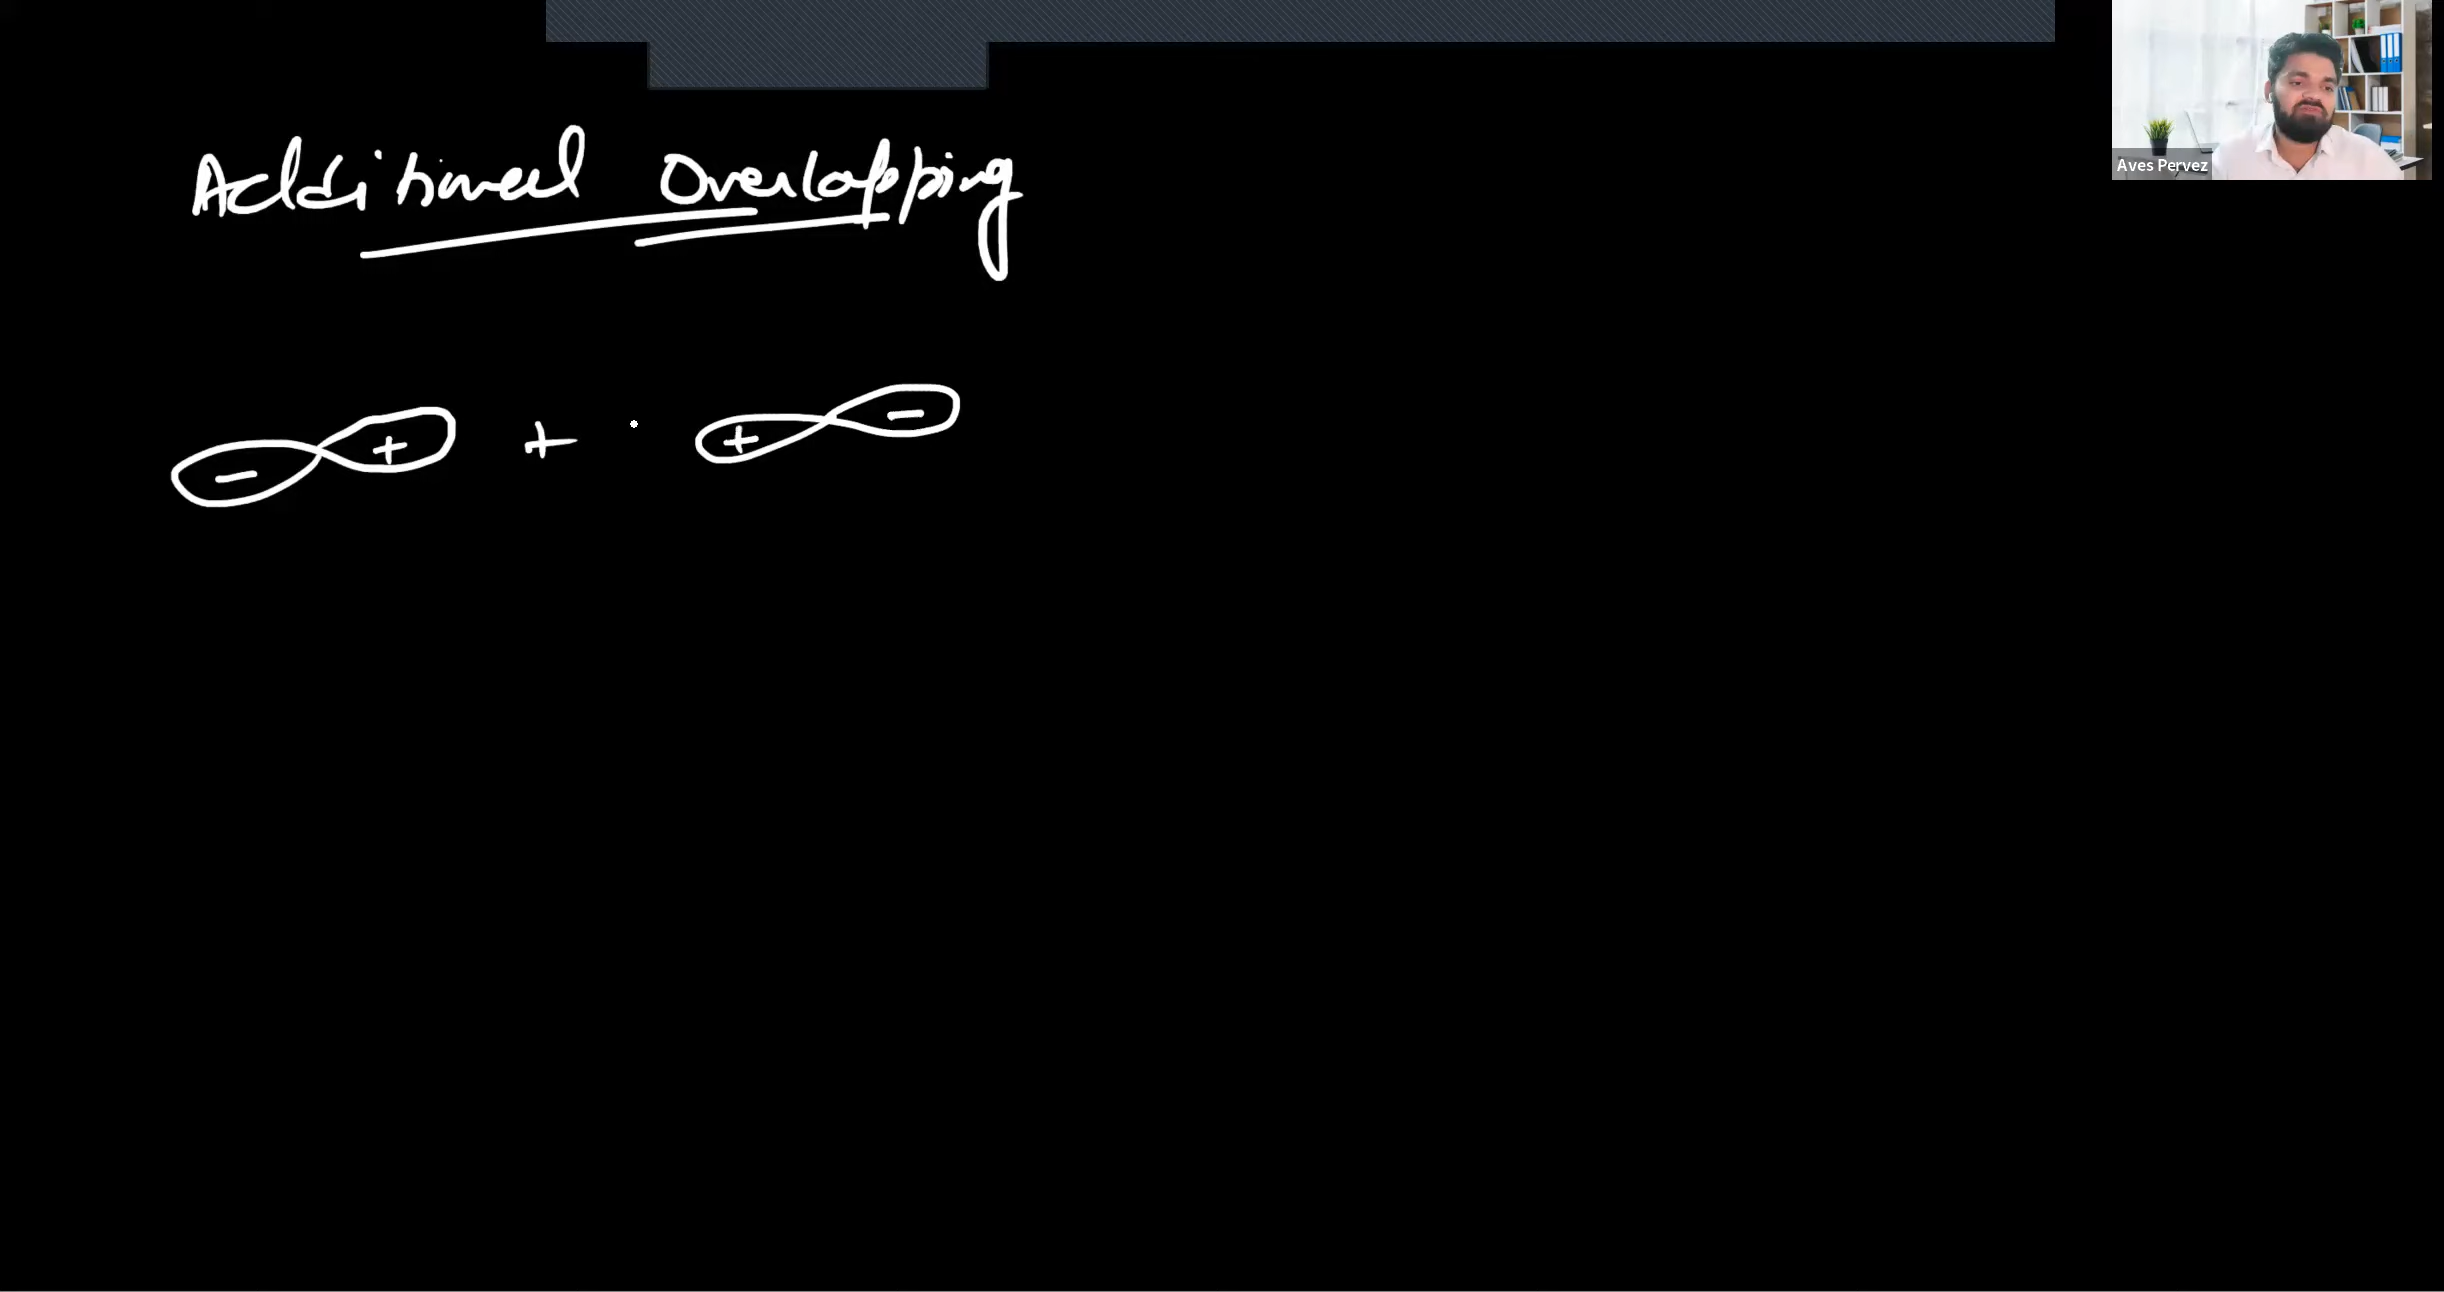 Additional Overlapping
- + + + -
Aves Pervez